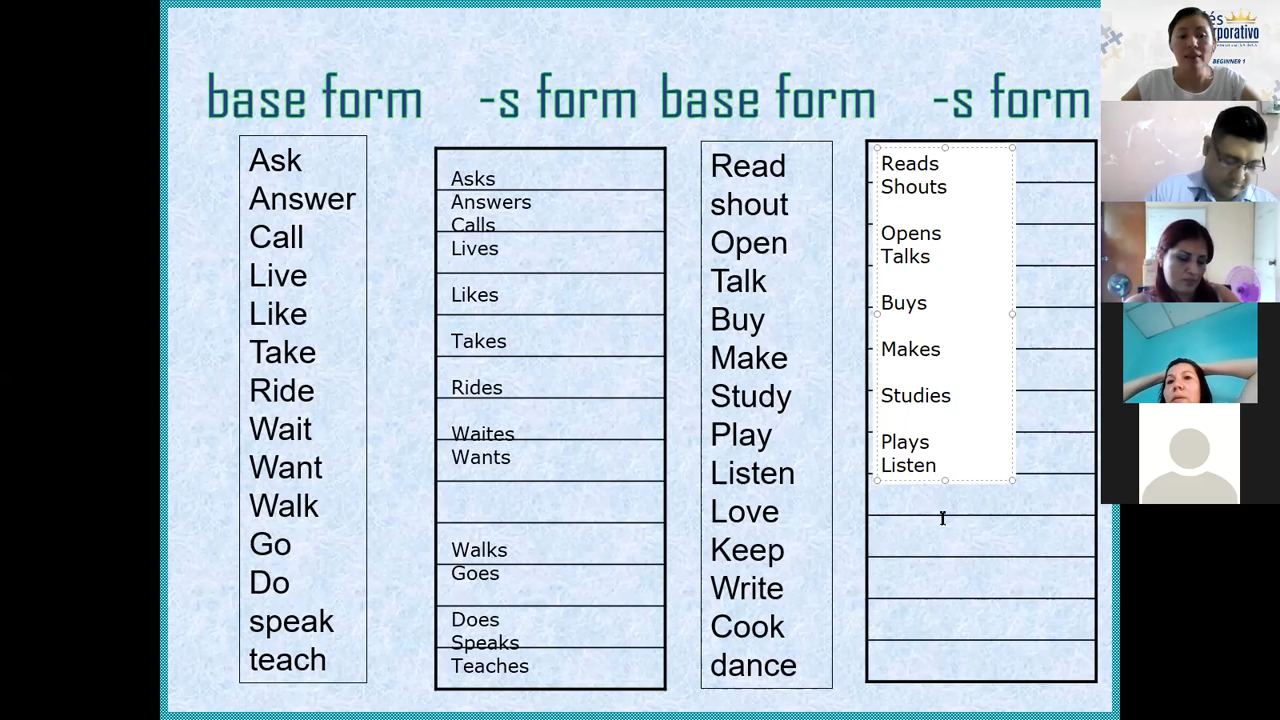 base form -s form base form -s form
Ask
Answer
Call
Live
Like
Take
Ride
Wait
Want
Walk
Go
Do
speak
teach
Asks
Answers
Calls
Lives
Likes
Takes
Rides
Waites
Wants
Walks
Goes
Does
Speaks
Teaches
Read
shout
Open
Talk
Buy
Make
Study
Play
Listen
Love
Keep
Write
Cook
dance
Reads
Shouts
Opens
Talks
Buys
Makes
Studies
Plays
Listen
BEGINNER 1